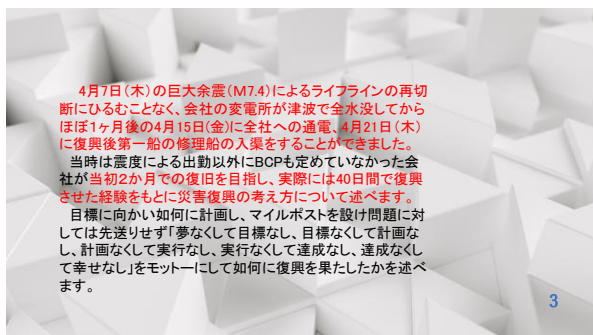 4月7日(木)の巨大余震(M7.4)によるライフラインの再切
断にひるむことなく、会社の変電所が津波で全水没してから
ほぼ1ヶ月後の4月15日(金)に全社への通電、4月21日(木)
に復興後第一船の修理船の入渠をすることができました。
当時は震度による出勤以外にBCPも定めていなかった会
社が当初2か月での復旧を目指し、実際には40日間で復興
させた経験をもとに災害復興の考え方について述べます。
目標に向かい如何に計画し、マイルポストを設け問題に対
しては先送りせず「夢なくして目標なし、目標なくして計画な
し、計画なくして実行なし、実行なくして達成なし、達成なくし
て幸せなし」をモットーにして如何に復興を果たしたかを述べ
ます。
3